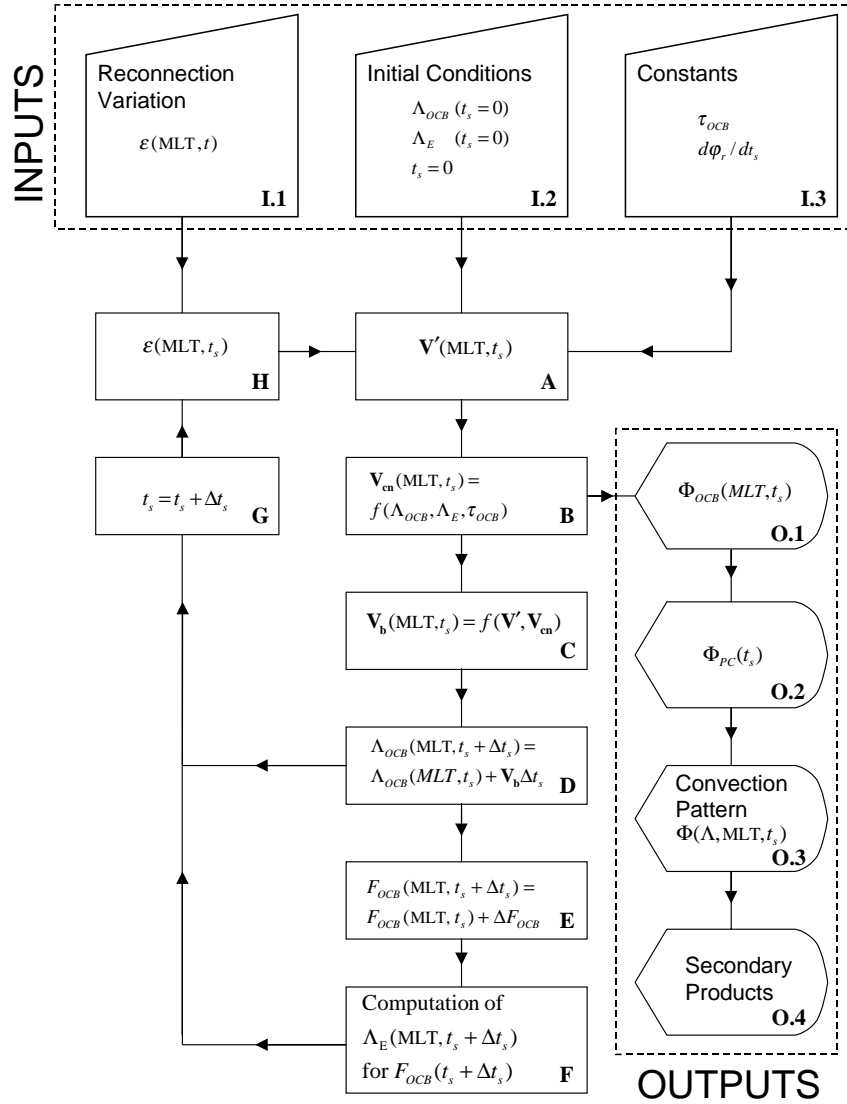 INPUTS
Reconnection
Variation
ε(MLT,t)
I.1
Initial Conditions
Λ_OCB (t_s = 0)
Λ_E (t_s = 0)
t_s = 0
I.2
Constants
τ_OCB
dφ_r / dt_s
I.3
ε(MLT, t_s)
H
V′(MLT, t_s)
A
t_s = t_s + Δt_s
G
V_cn(MLT, t_s) =
f(Λ_OCB, Λ_E, τ_OCB)
B
Φ_OCB(MLT, t_s)
O.1
V_b(MLT, t_s) = f(V′, V_cn)
C
Φ_PC(t_s)
O.2
Λ_OCB(MLT, t_s + Δt_s) =
Λ_OCB(MLT, t_s) + V_bΔt_s
D
Convection
Pattern
Φ(Λ, MLT, t_s)
O.3
F_OCB(MLT, t_s + Δt_s) =
F_OCB(MLT, t_s) + ΔF_OCB
E
Secondary
Products
O.4
Computation of
Λ_E(MLT, t_s + Δt_s)
for F_OCB(t_s + Δt_s)
F
OUTPUTS